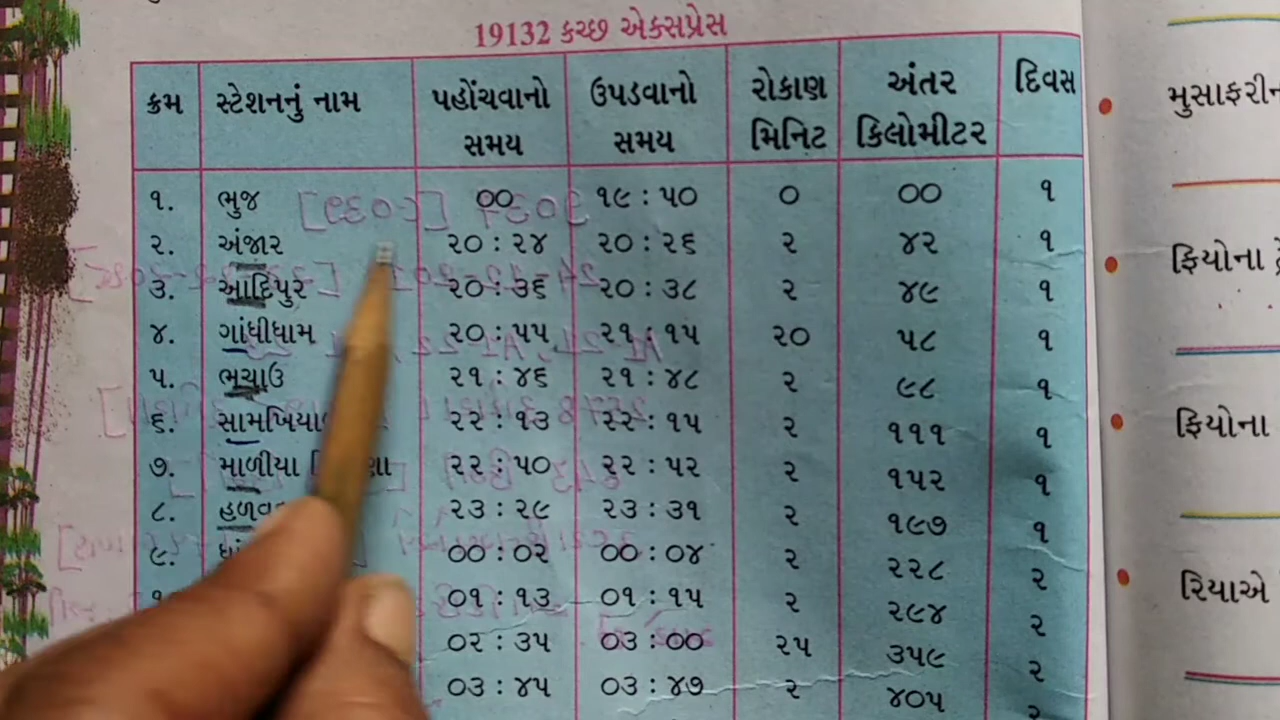 19132 કચ્છ એક્સપ્રેસ
ક્રમ સ્ટેશનનું નામ પહોંચવાનો સમય ઉપડવાનો સમય રોકાણ મિનિટ અંતર કિલોમીટર દિવસ
૧. ભુજ ૦૦ ૧૯ : ૫૦ ૦ ૦૦ ૧
૨. અંજાર ૨૦ : ૨૪ ૨૦ : ૨૬ ૨ ૪૨ ૧
૩. આદિપુર ૨૦ : ૩૬ ૨૦ : ૩૮ ૨ ૪૯ ૧
૪. ગાંધીધામ ૨૦ : ૫૫ ૨૧ : ૧૫ ૨૦ ૫૮ ૧
૫. ભચાઉ ૨૧ : ૪૬ ૨૧ : ૪૮ ૨ ૯૮ ૧
૬. ૨૨ : ૧૩ ૨૨ : ૧૫ ૨ ૧૧૧ ૧
૭. માળીયા ૨૨ : ૫૦ ૨૨ : ૫૨ ૨ ૧૫૨ ૧
૮. ૨૩ : ૨૯ ૨૩ : ૩૧ ૨ ૧૯૭ ૧
૯. ૦૦ : ૦૨ ૦૦ : ૦૪ ૨ ૨૨૮ ૨
૦૧ : ૧૩ ૦૧ : ૧૫ ૨ ૨૯૪ ૨
૦૨ : ૩૫ ૦૩ : ૦૦ ૨૫ ૩૫૯ ૨
૦૩ : ૪૫ ૦૩ : ૪૭ ૨ ૪૦૫ ૨
ફિયોના
ફિયોના
રિયાએ